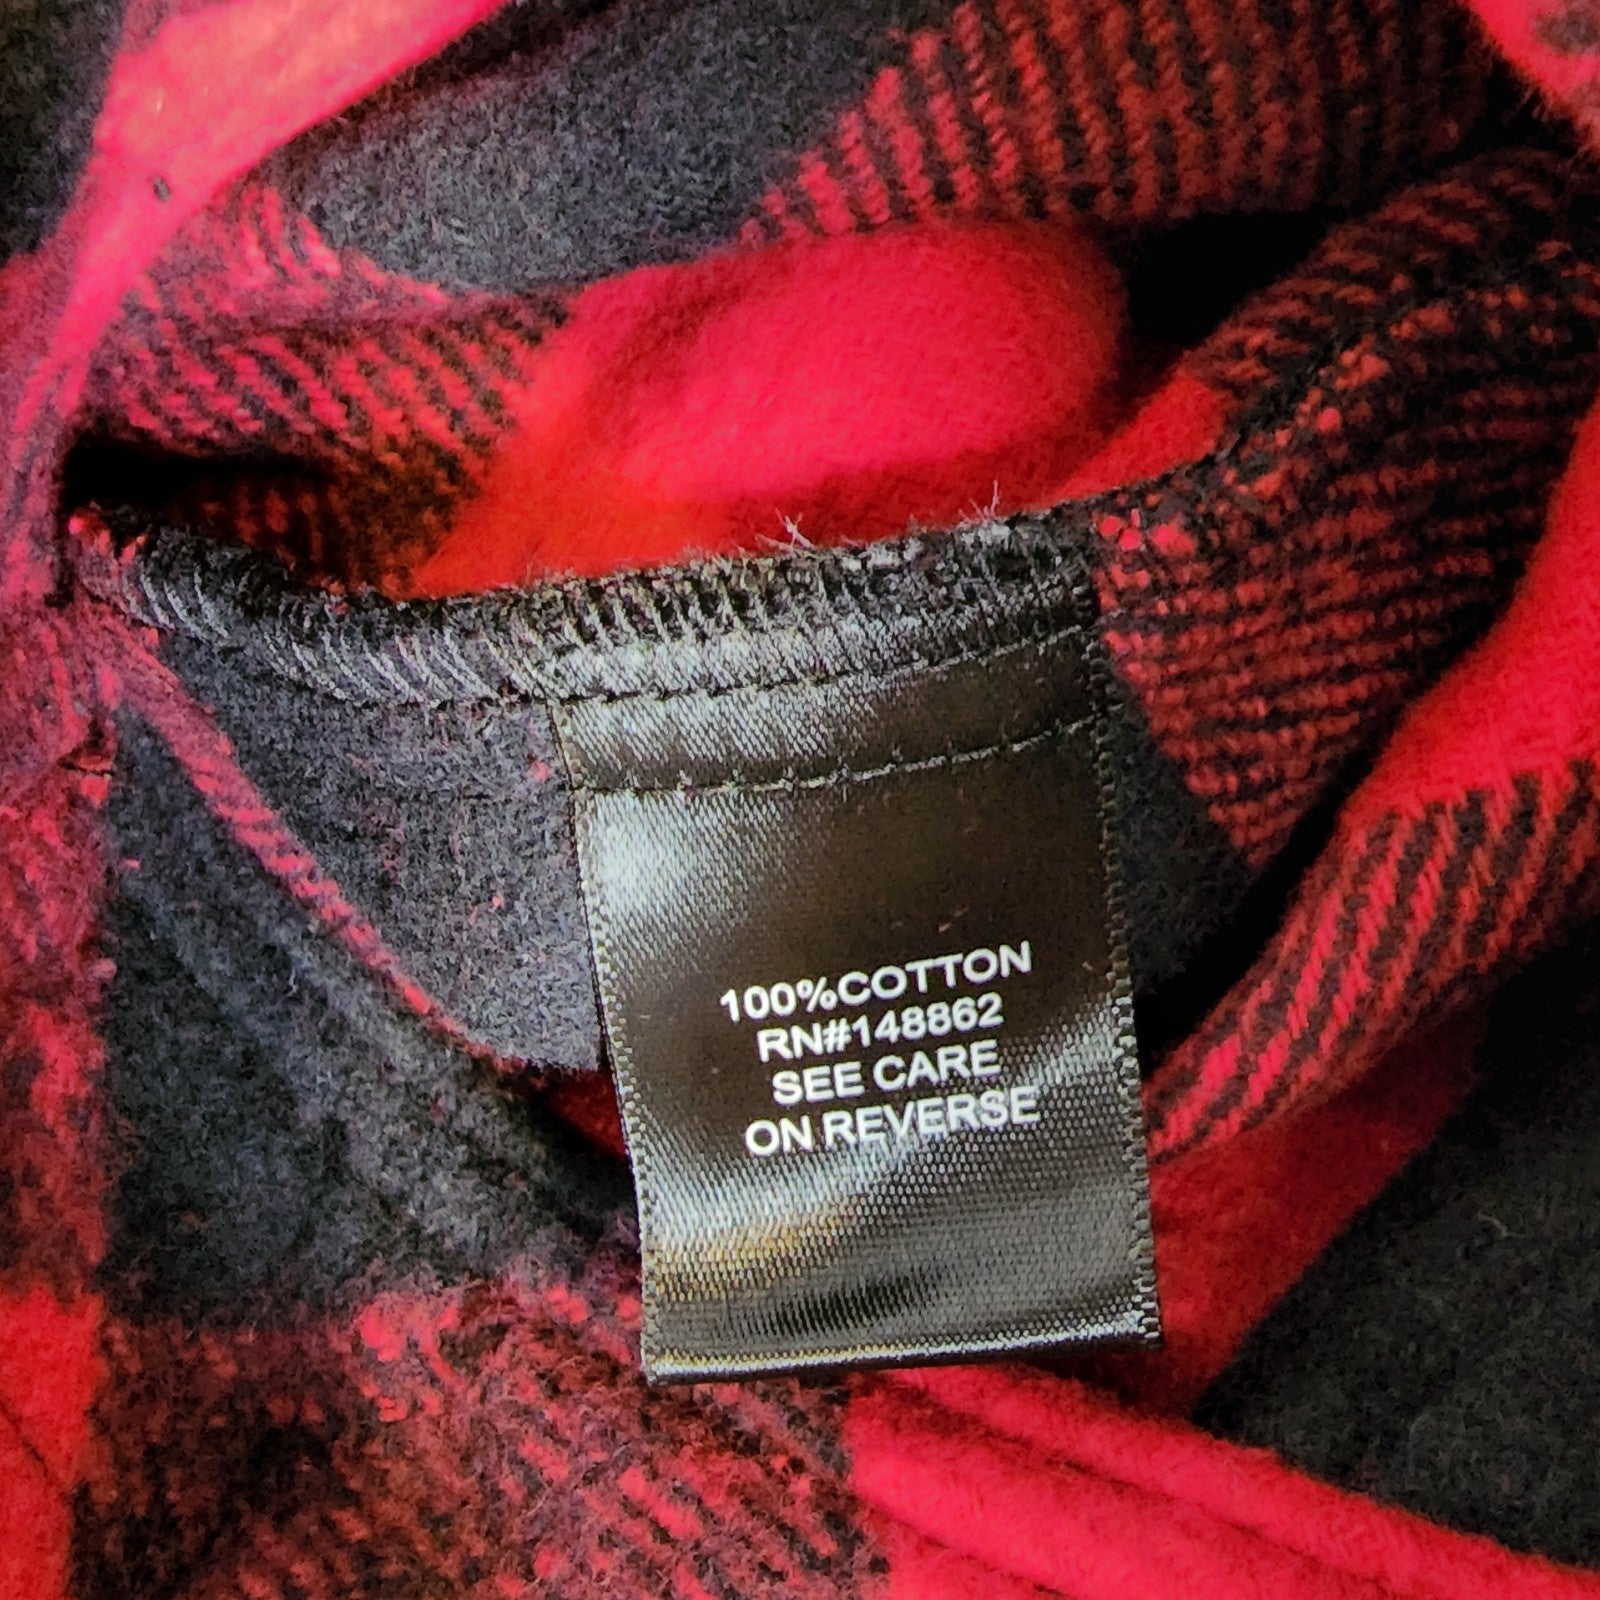 100%COTTON
RN#148862
SEE CARE
ON REVERSE